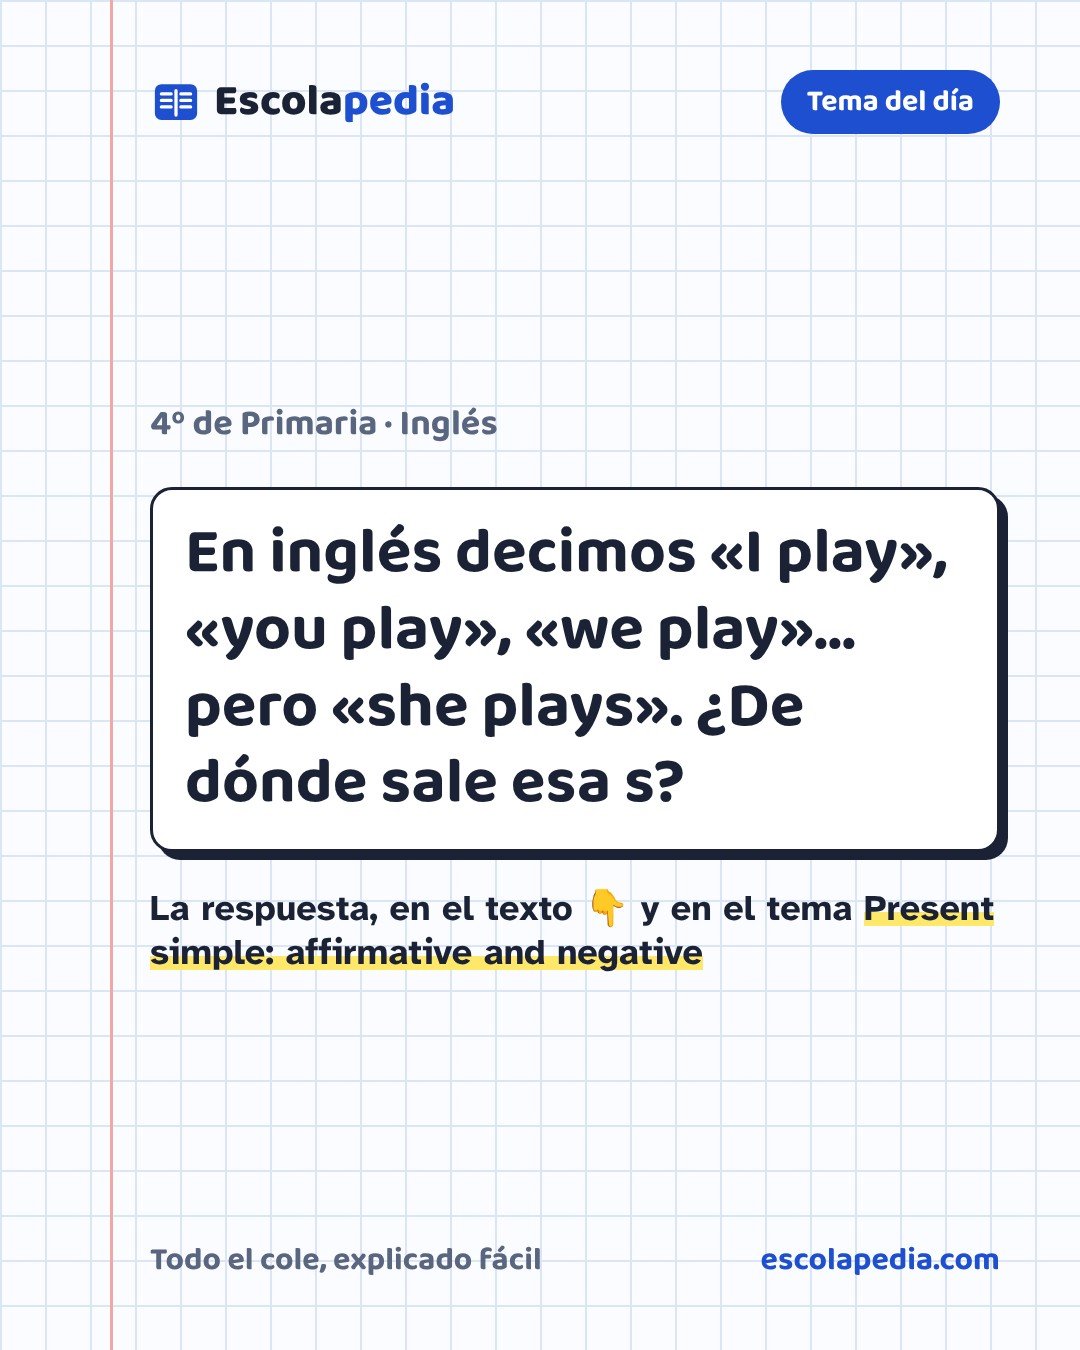 Escolapedia
Tema del día
4º de Primaria · Inglés
En inglés decimos «I play»,
«you play», «we play»...
pero «she plays». ¿De
dónde sale esa s?
La respuesta, en el texto 👇 y en el tema Present
simple: affirmative and negative
Todo el cole, explicado fácil
escolapedia.com